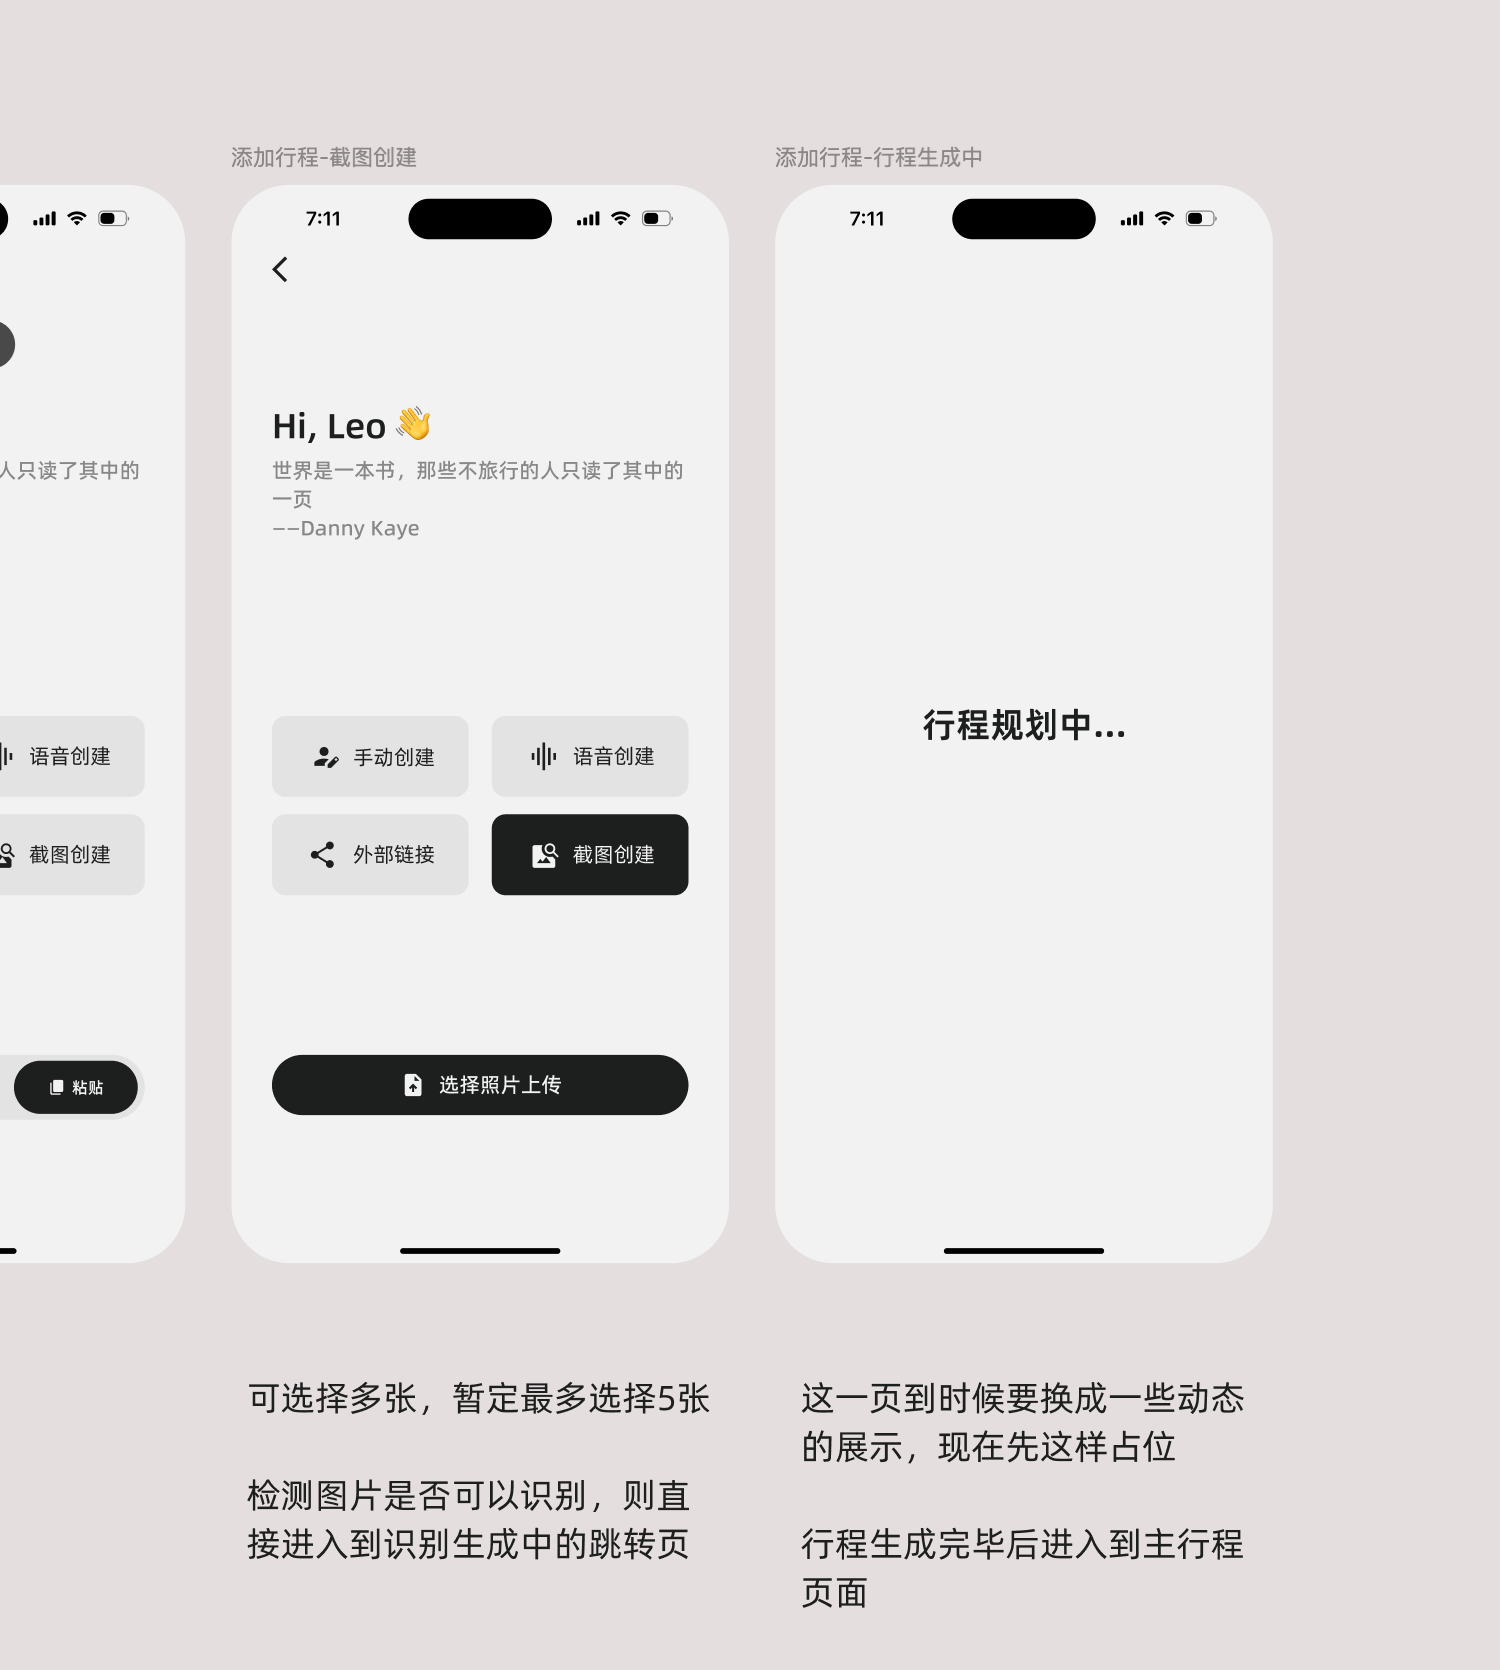 添加行程-截图创建
添加行程-行程生成中
人只读了其中的
语音创建
截图创建
粘贴
7:11
Hi, Leo 👋
世界是一本书，那些不旅行的人只读了其中的
一页
——Danny Kaye
手动创建
语音创建
外部链接
截图创建
选择照片上传
可选择多张，暂定最多选择5张
检测图片是否可以识别，则直
接进入到识别生成中的跳转页
7:11
行程规划中...
这一页到时候要换成一些动态
的展示，现在先这样占位
行程生成完毕后进入到主行程
页面